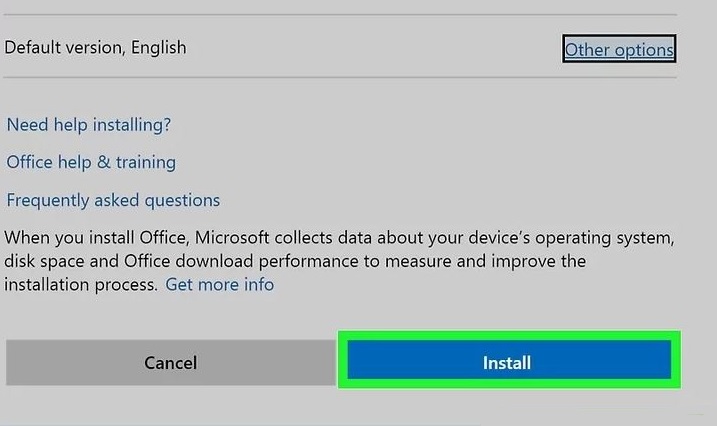 Default version, English Other options
Need help installing?
Office help & training
Frequently asked questions
When you install Office, Microsoft collects data about your device's operating system,
disk space and Office download performance to measure and improve the
installation process. Get more info
Cancel Install